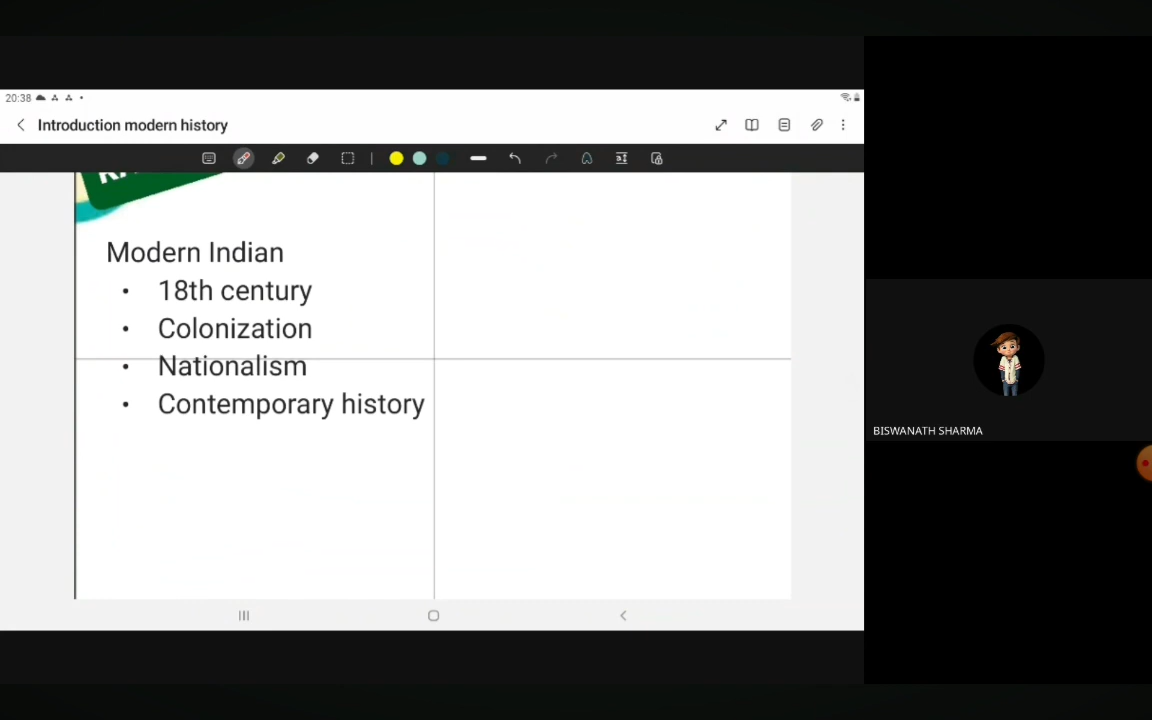 20:38
Introduction modern history
Modern Indian
• 18th century
• Colonization
• Nationalism
• Contemporary history
BISWANATH SHARMA